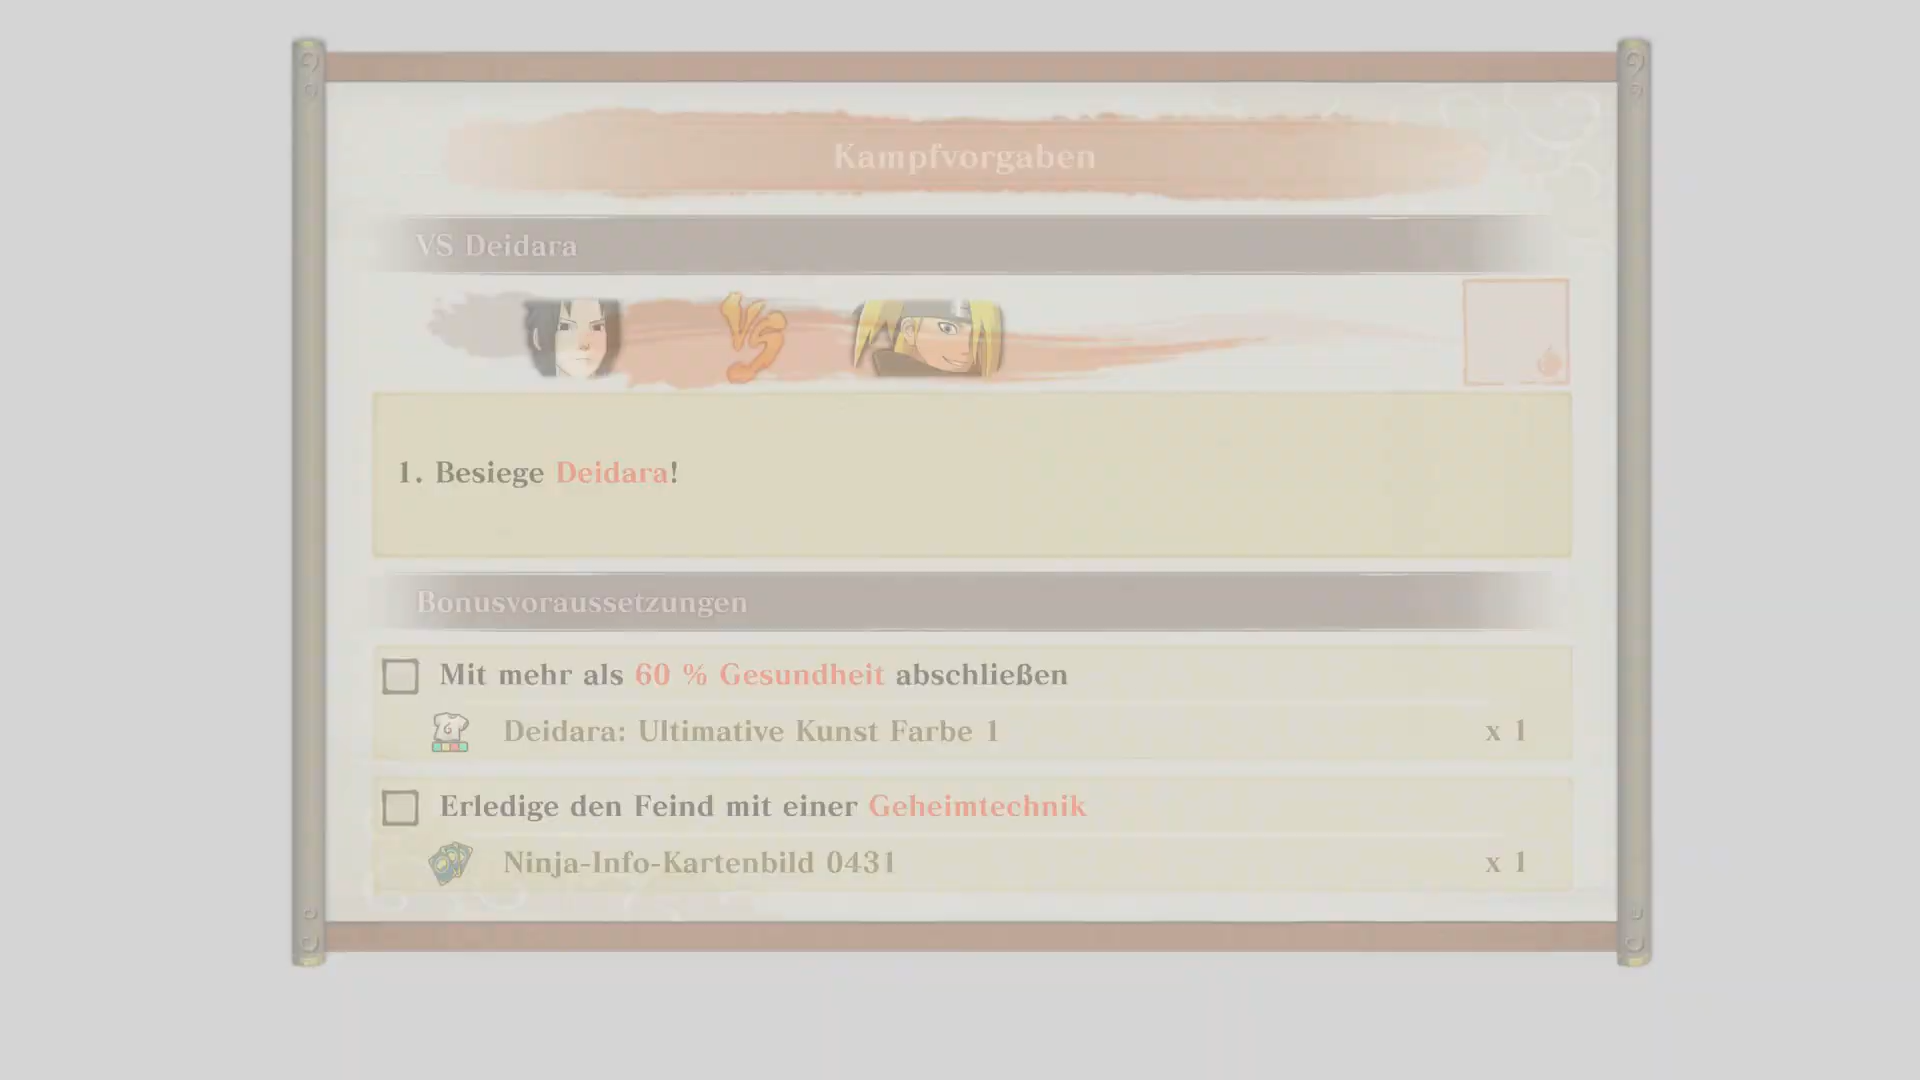 Kampfvorgaben
VS Deidara
VS
1. Besiege Deidara!
Bonusvoraussetzungen
Mit mehr als 60 % Gesundheit abschließen
Deidara: Ultimative Kunst Farbe 1 x 1
Erledige den Feind mit einer Geheimtechnik
Ninja-Info-Kartenbild 0431 x 1